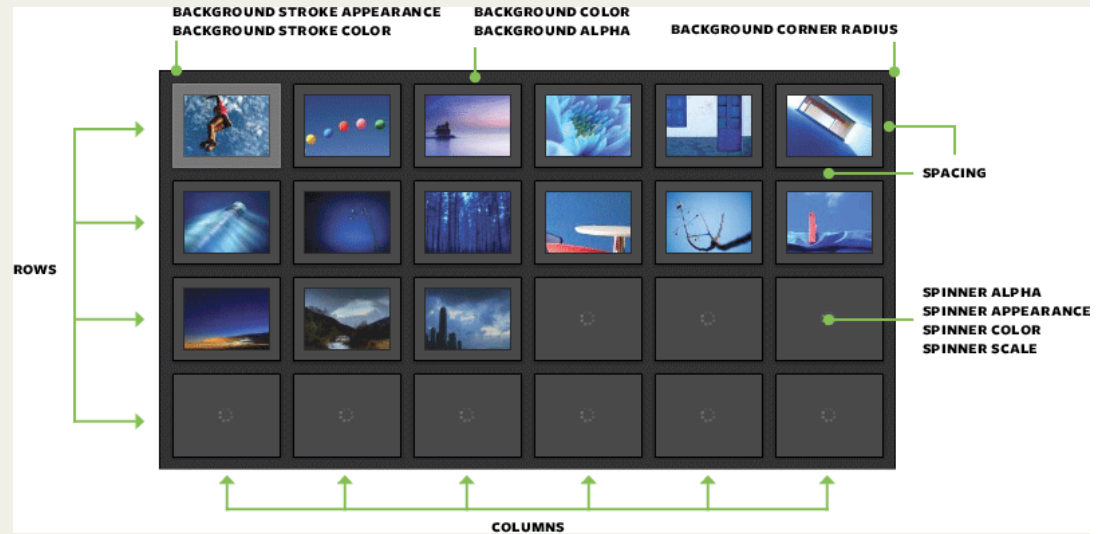 BACKGROUND STROKE APPEARANCE
BACKGROUND STROKE COLOR
BACKGROUND COLOR
BACKGROUND ALPHA
BACKGROUND CORNER RADIUS
SPACING
ROWS
SPINNER ALPHA
SPINNER APPEARANCE
SPINNER COLOR
SPINNER SCALE
COLUMNS